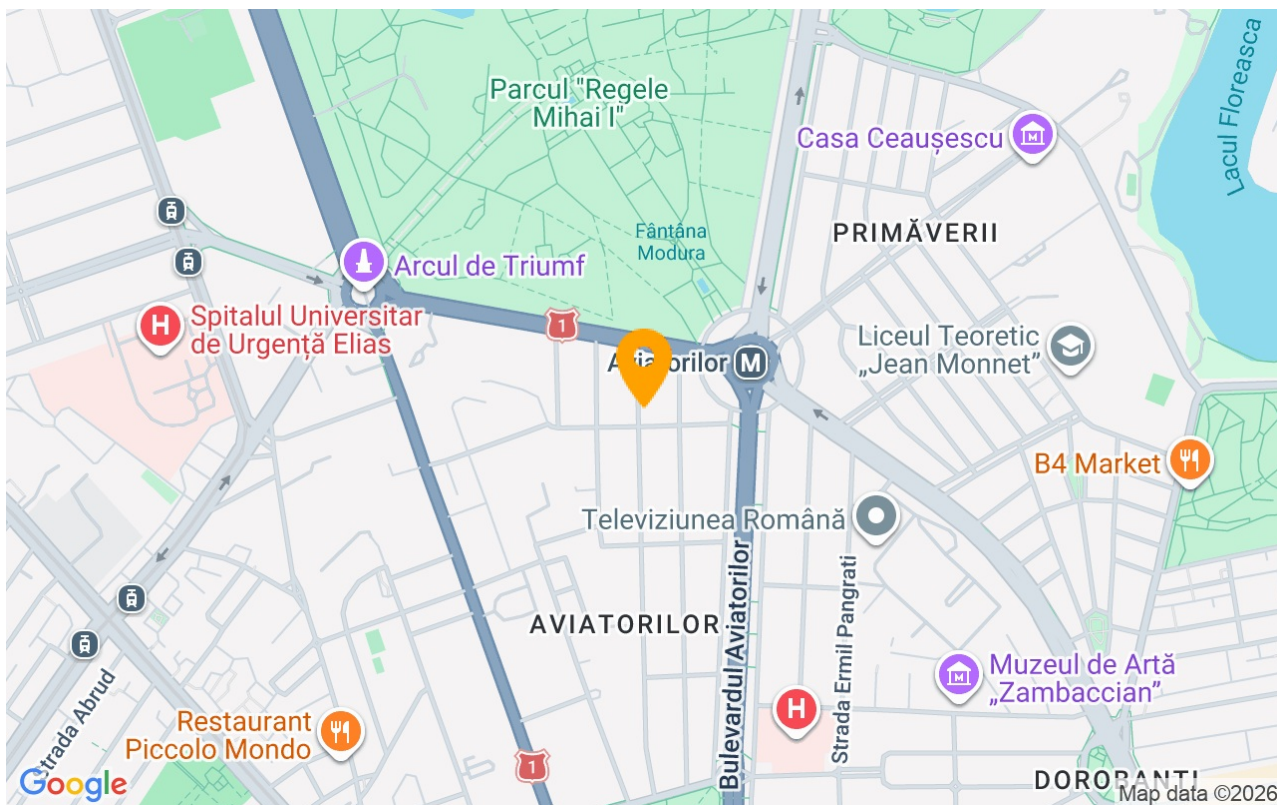 Parcul "Regele
Mihai I"
Lacul Floreasca
Casa Ceaușescu
M
Fântâna
Modura
PRIMĂVERII
Arcul de Triumf
H
Spitalul Universitar
de Urgență Elias
1
Aviatorilor
M
Liceul Teoretic
„Jean Monnet”
B4 Market
Televiziunea Română
Bulevardul Aviatorilor
Strada Ermil Pangrati
AVIATORILOR
Muzeul de Artă
„Zambaccian”
M
H
Strada Abrud
Restaurant
Piccolo Mondo
1
DOROBANȚI
Google
Map data ©2026